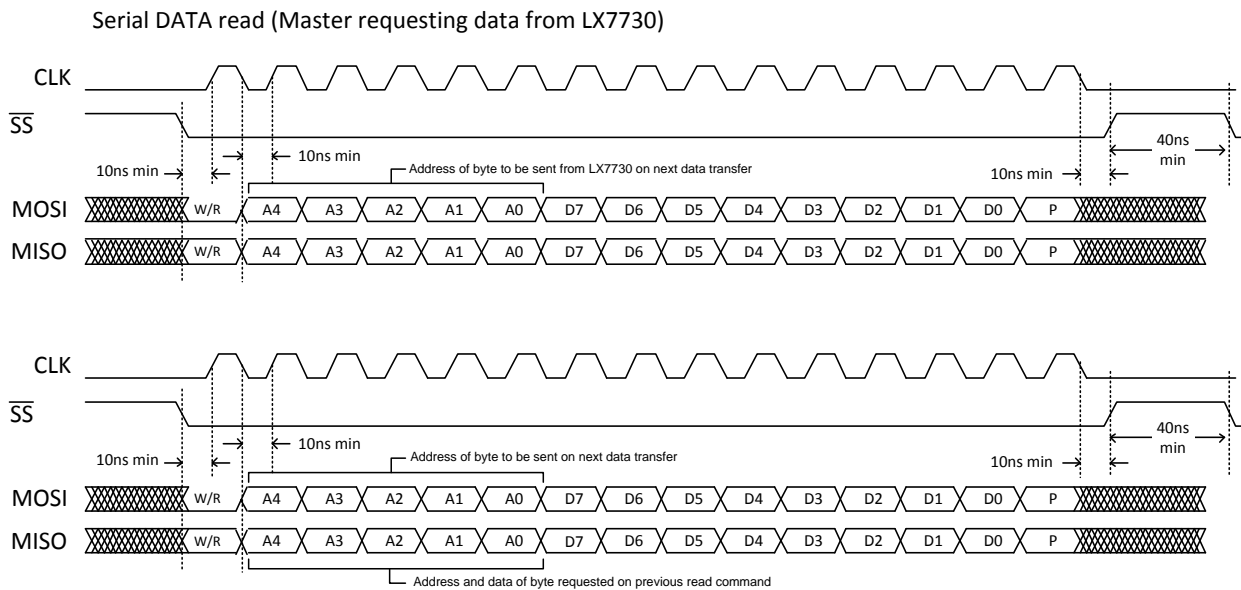 Serial DATA read (Master requesting data from LX7730)
CLK
SS
10ns min
10ns min
Address of byte to be sent from LX7730 on next data transfer
10ns min
40ns
min
MOSI W/R A4 A3 A2 A1 A0 D7 D6 D5 D4 D3 D2 D1 D0 P
MISO W/R A4 A3 A2 A1 A0 D7 D6 D5 D4 D3 D2 D1 D0 P
CLK
SS
10ns min
10ns min
Address of byte to be sent on next data transfer
10ns min
40ns
min
MOSI W/R A4 A3 A2 A1 A0 D7 D6 D5 D4 D3 D2 D1 D0 P
MISO W/R A4 A3 A2 A1 A0 D7 D6 D5 D4 D3 D2 D1 D0 P
Address and data of byte requested on previous read command